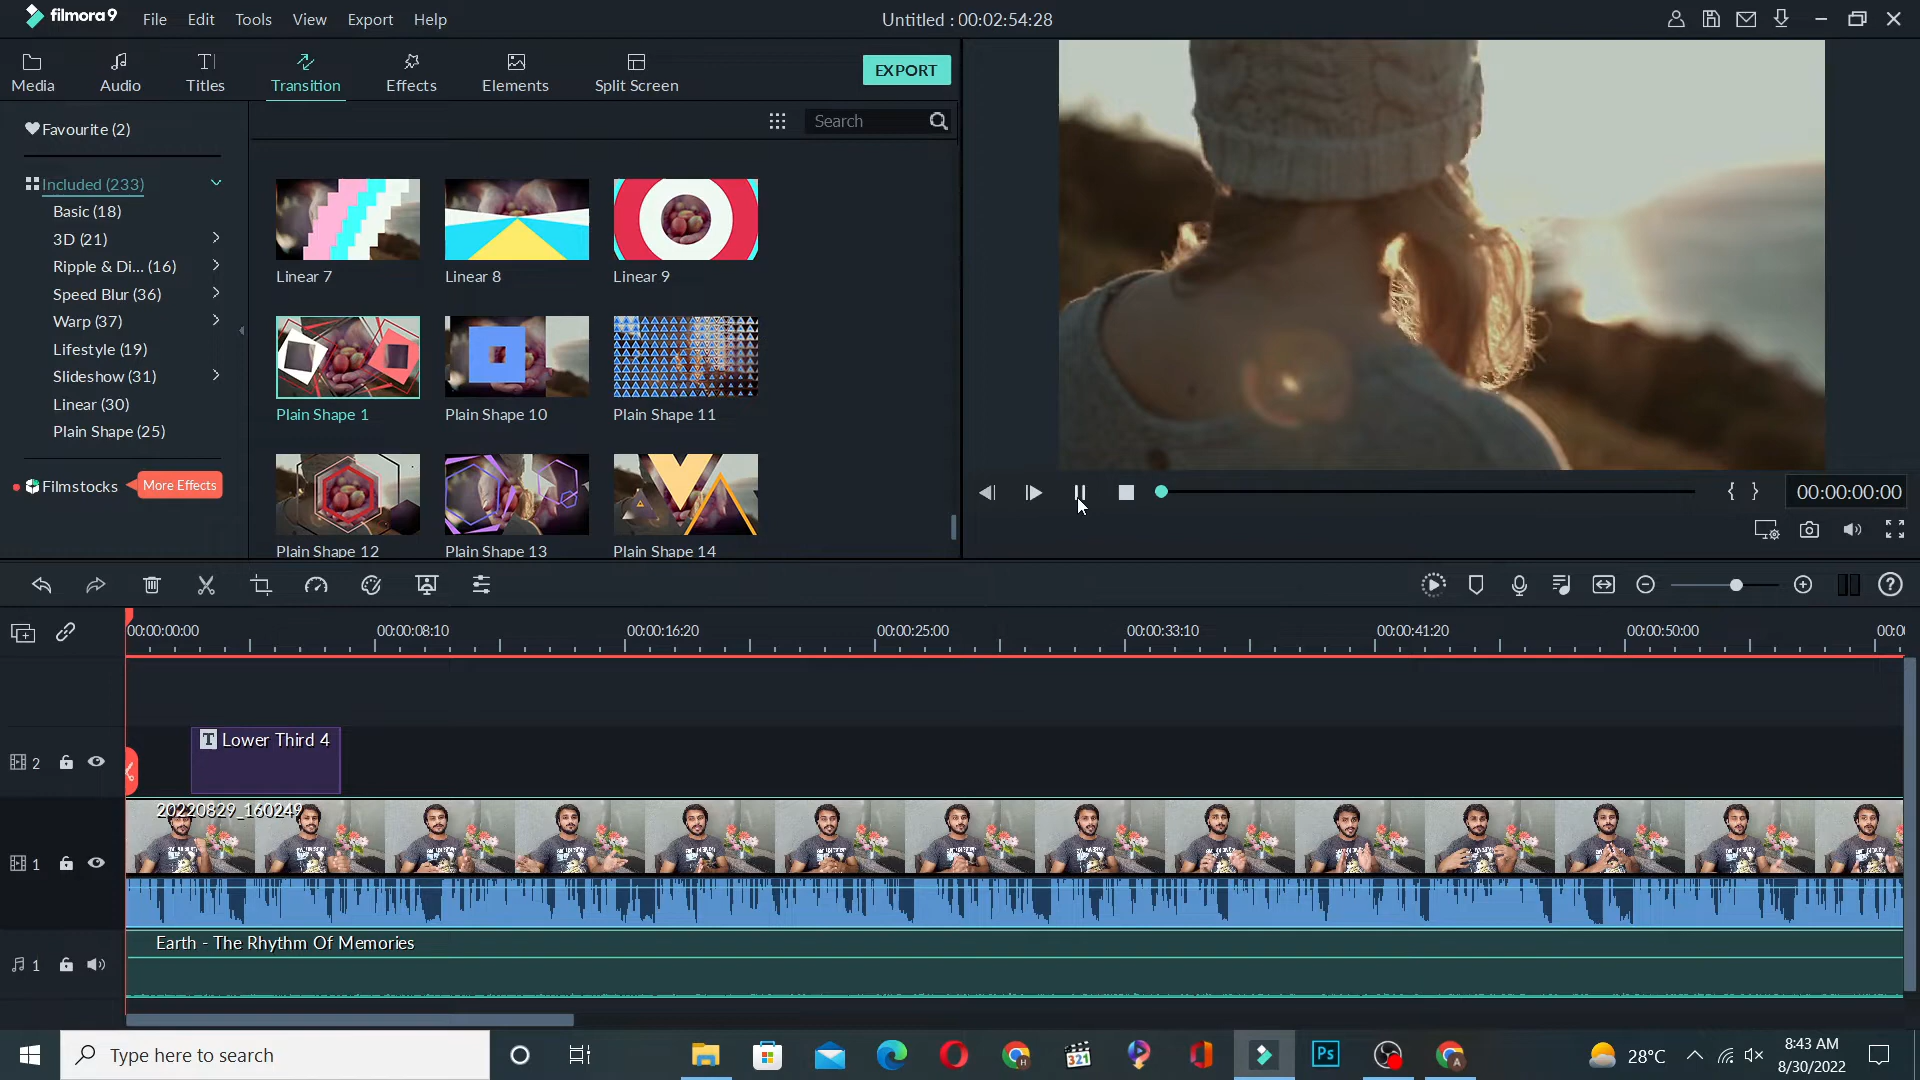 filmora9 File Edit Tools View Export Help Untitled : 00:02:54:28
Media Audio Titles Transition Effects Elements Split Screen EXPORT
Favourite (2)
Search
Included (233)
Basic (18)
3D (21)
Ripple & Di... (16)
Speed Blur (36)
Warp (37)
Lifestyle (19)
Slideshow (31)
Linear (30)
Plain Shape (25)
Filmstocks More Effects
Linear 7 Linear 8 Linear 9
Plain Shape 1 Plain Shape 10 Plain Shape 11
Plain Shape 12 Plain Shape 13 Plain Shape 14
{ } 00:00:00:00
00:00:00:00 00:00:08:10 00:00:16:20 00:00:25:00 00:00:33:10 00:00:41:20 00:00:50:00 00:0
T Lower Third 4
2
20220829_160249
1
Earth - The Rhythm Of Memories
1
Type here to search
321
Ps
H
A
28°C
8:43 AM
8/30/2022